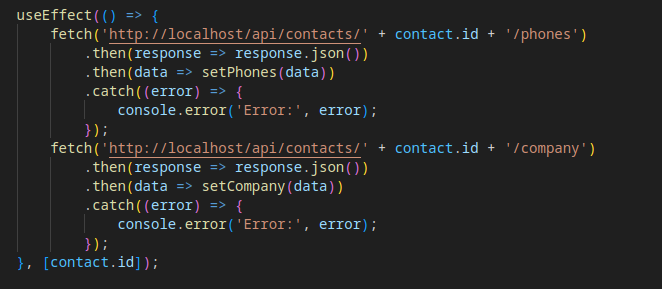 useEffect(() => {
    fetch('http://localhost/api/contacts/' + contact.id + '/phones')
        .then(response => response.json())
        .then(data => setPhones(data))
        .catch((error) => {
            console.error('Error:', error);
        });
    fetch('http://localhost/api/contacts/' + contact.id + '/company')
        .then(response => response.json())
        .then(data => setCompany(data))
        .catch((error) => {
            console.error('Error:', error);
        });
}, [contact.id]);